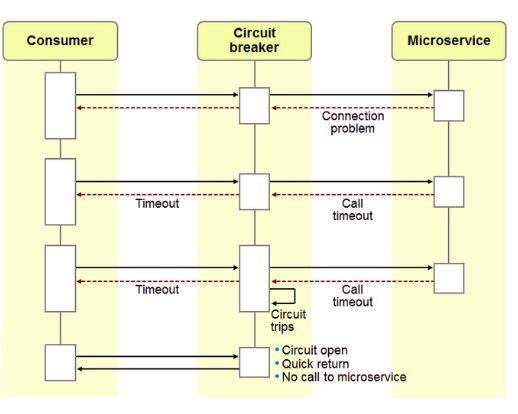 Consumer
Circuit
breaker
Microservice
Connection
problem
Timeout
Call
timeout
Timeout
Call
timeout
Circuit
trips
• Circuit open
• Quick return
• No call to microservice